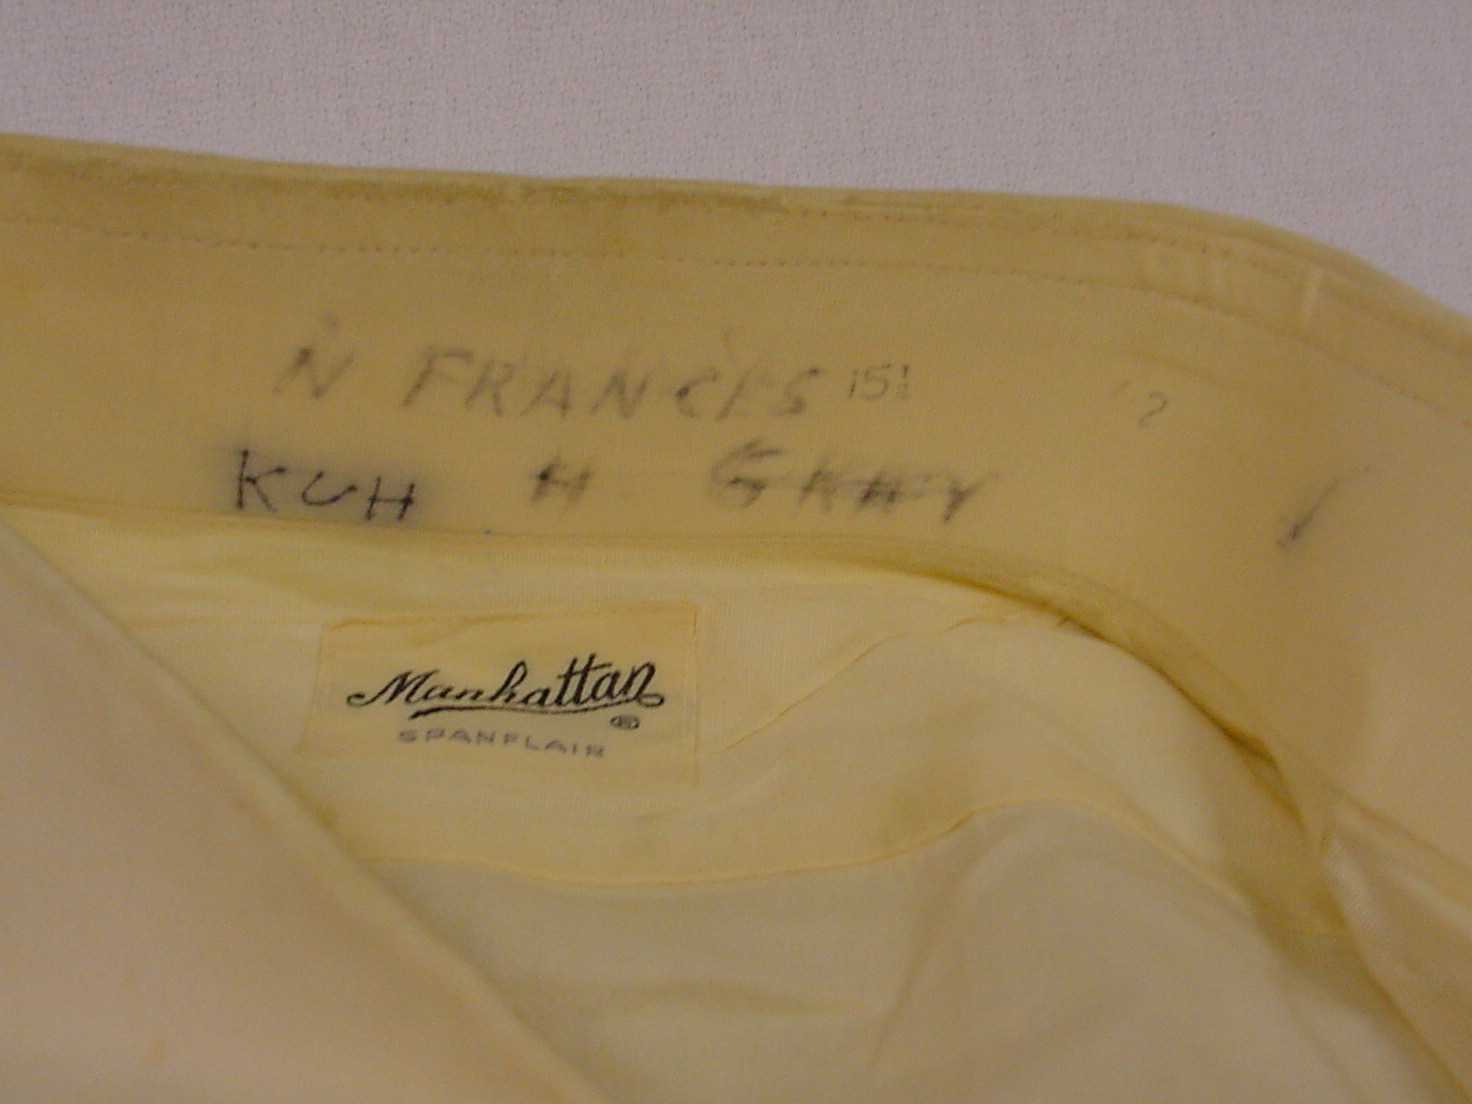 N FRANCES 15½
KUH H GRAY
Manhattan ®
SPANFLAIR